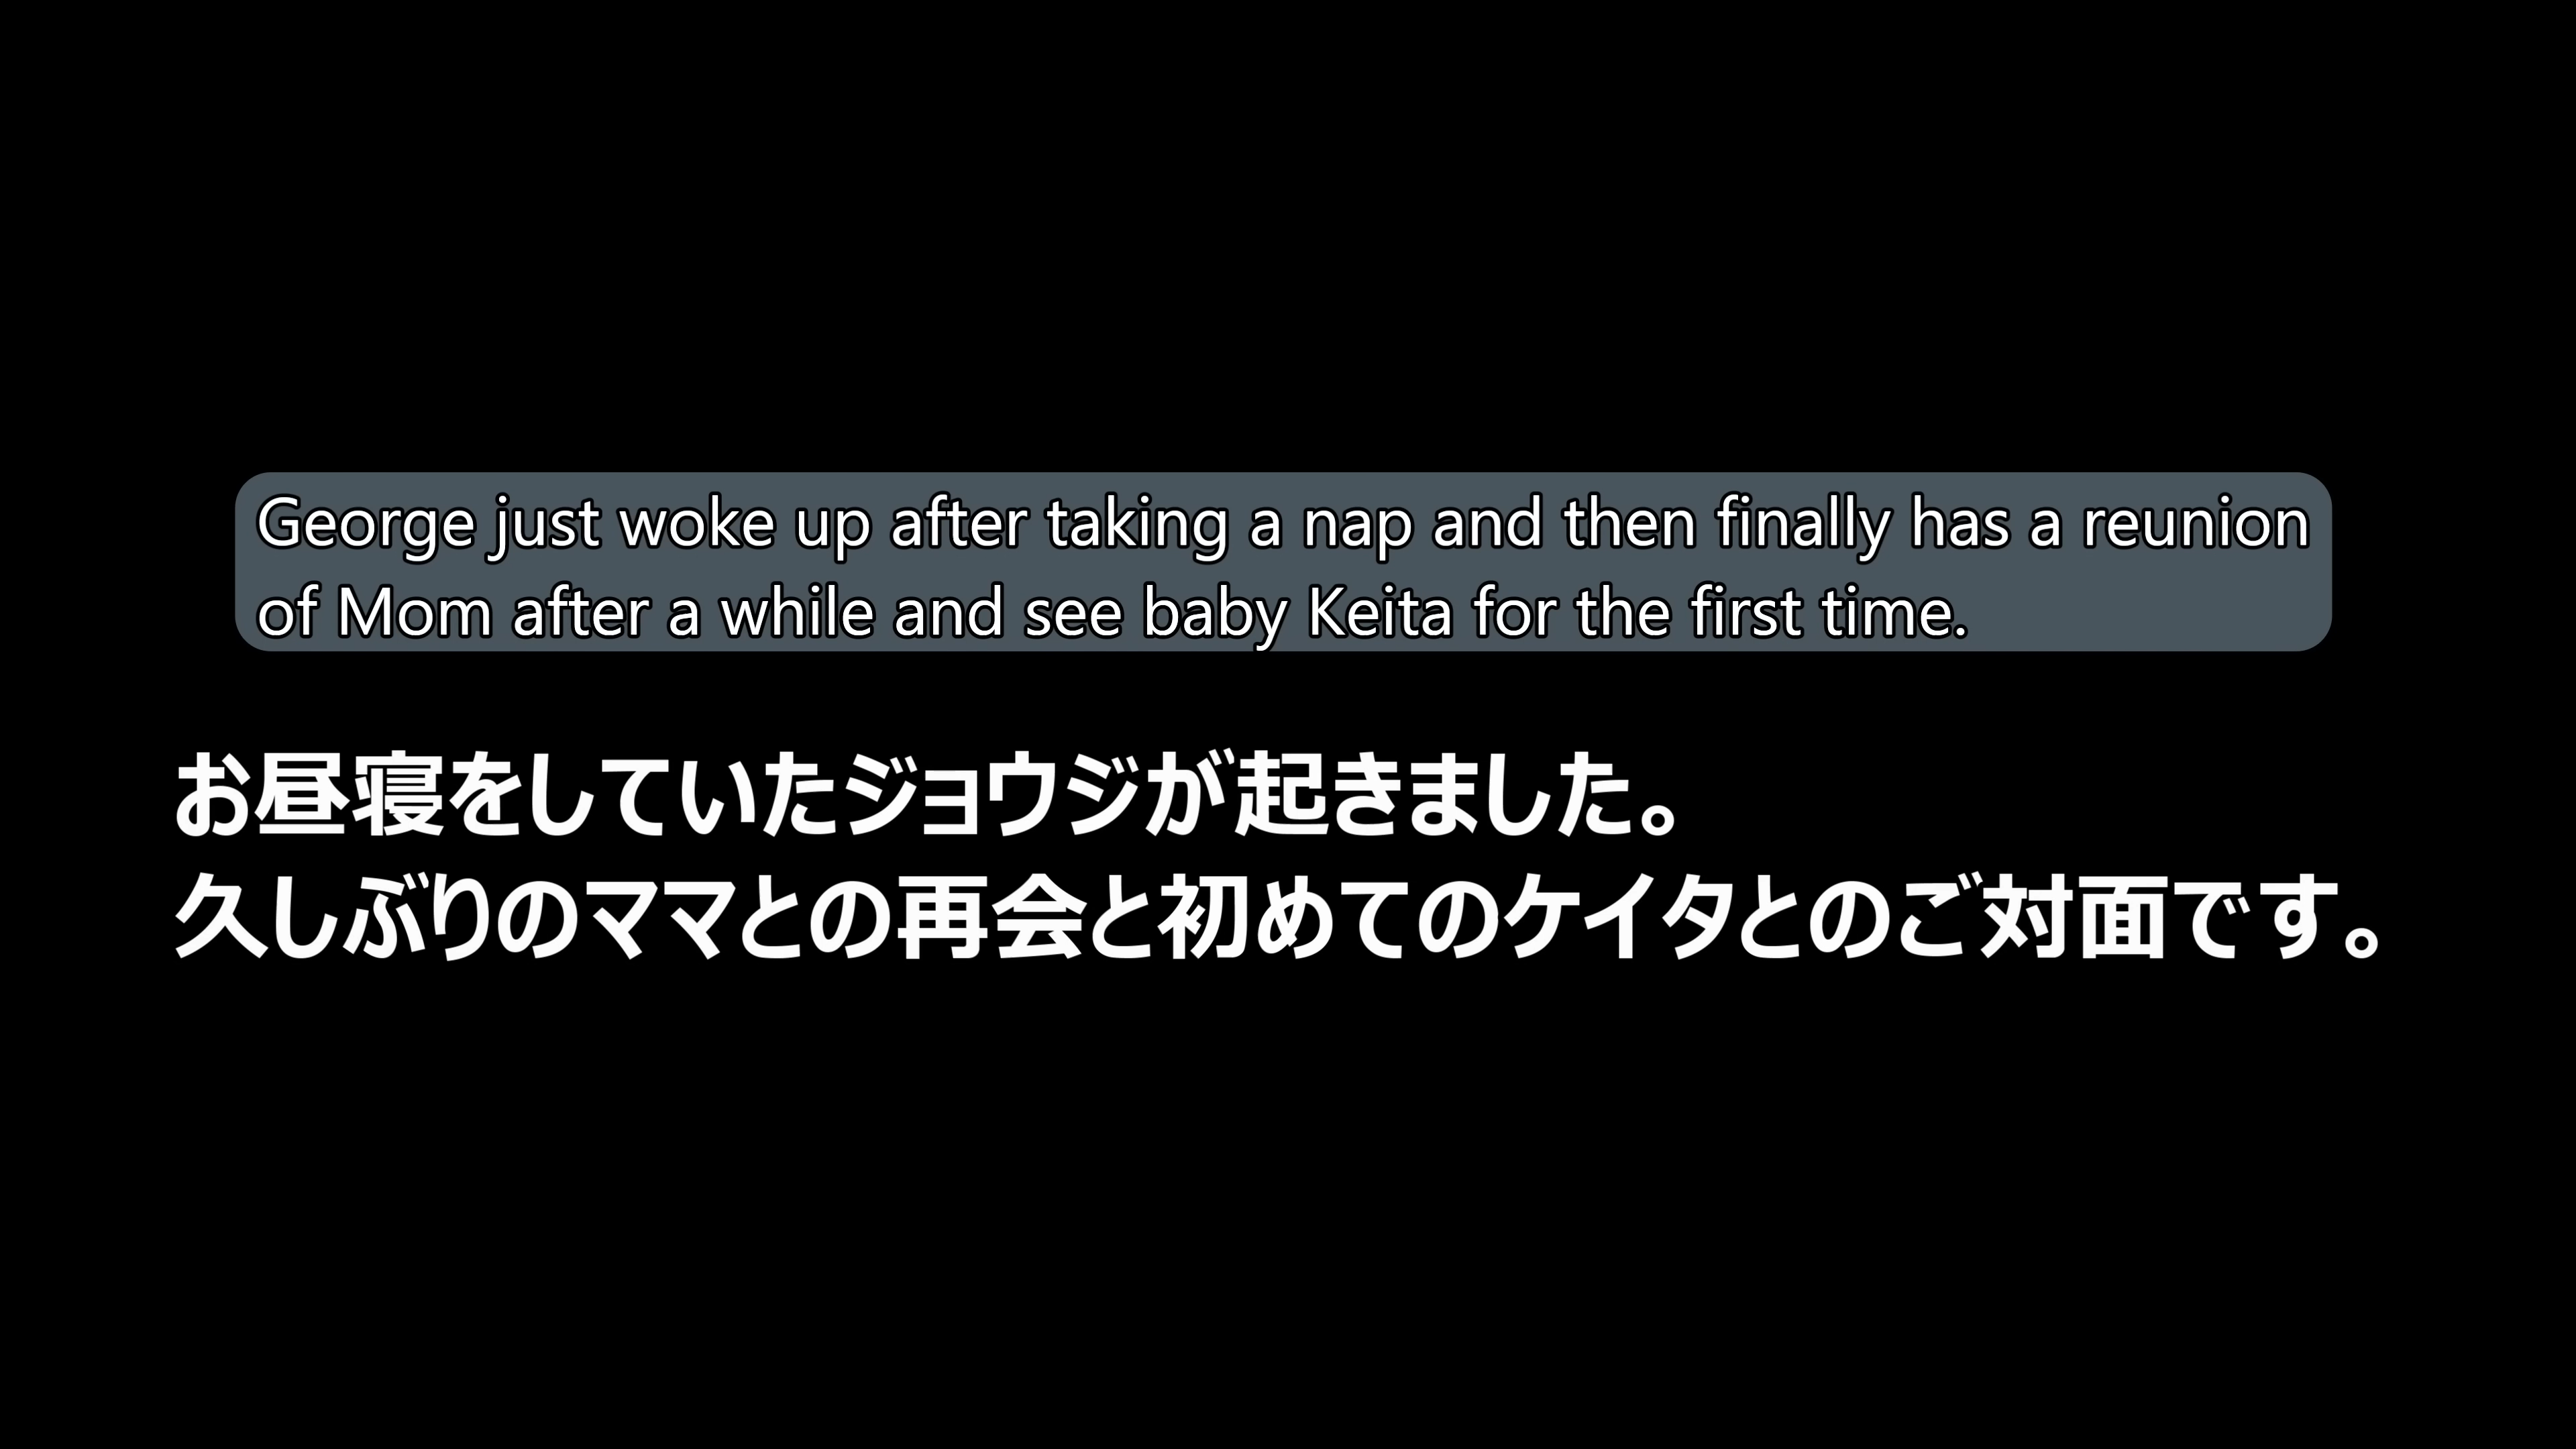 George just woke up after taking a nap and then finally has a reunion
of Mom after a while and see baby Keita for the first time.
お昼寝をしていたジョウジが起きました。
久しぶりのママとの再会と初めてのケイタとのご対面です。